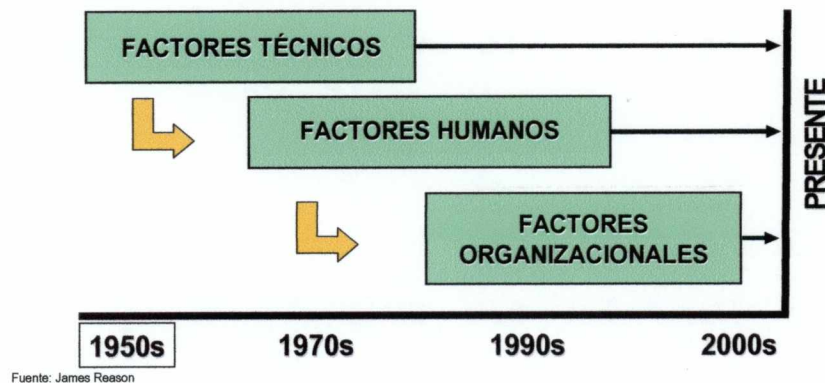 FACTORES TÉCNICOS
FACTORES HUMANOS
FACTORES
ORGANIZACIONALES
PRESENTE
1950s
1970s
1990s
2000s
Fuente: James Reason